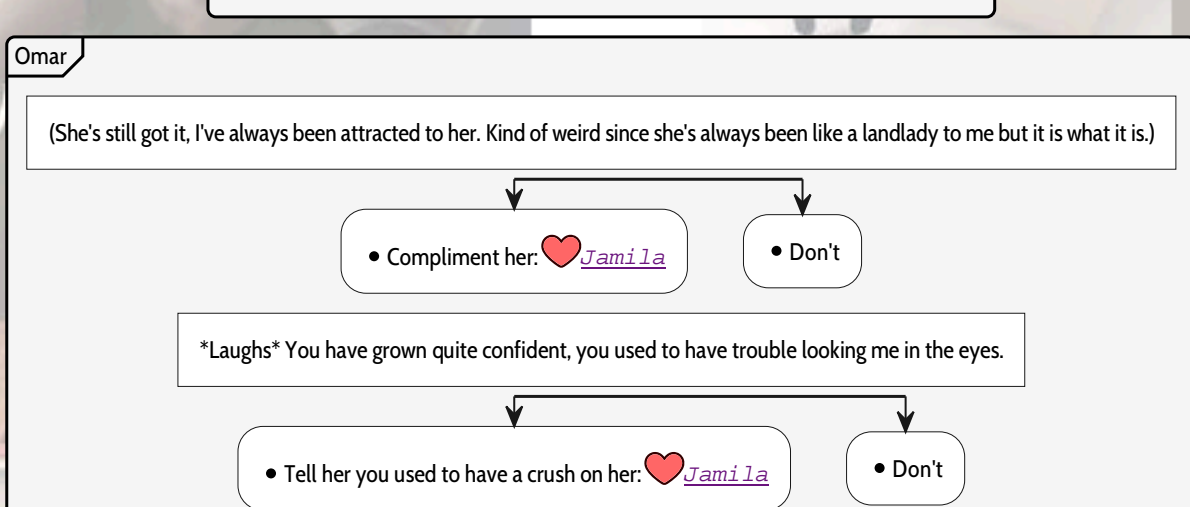 Omar
(She's still got it, I've always been attracted to her. Kind of weird since she's always been like a landlady to me but it is what it is.)
• Compliment her: Jamila
• Don't
*Laughs* You have grown quite confident, you used to have trouble looking me in the eyes.
• Tell her you used to have a crush on her: Jamila
• Don't